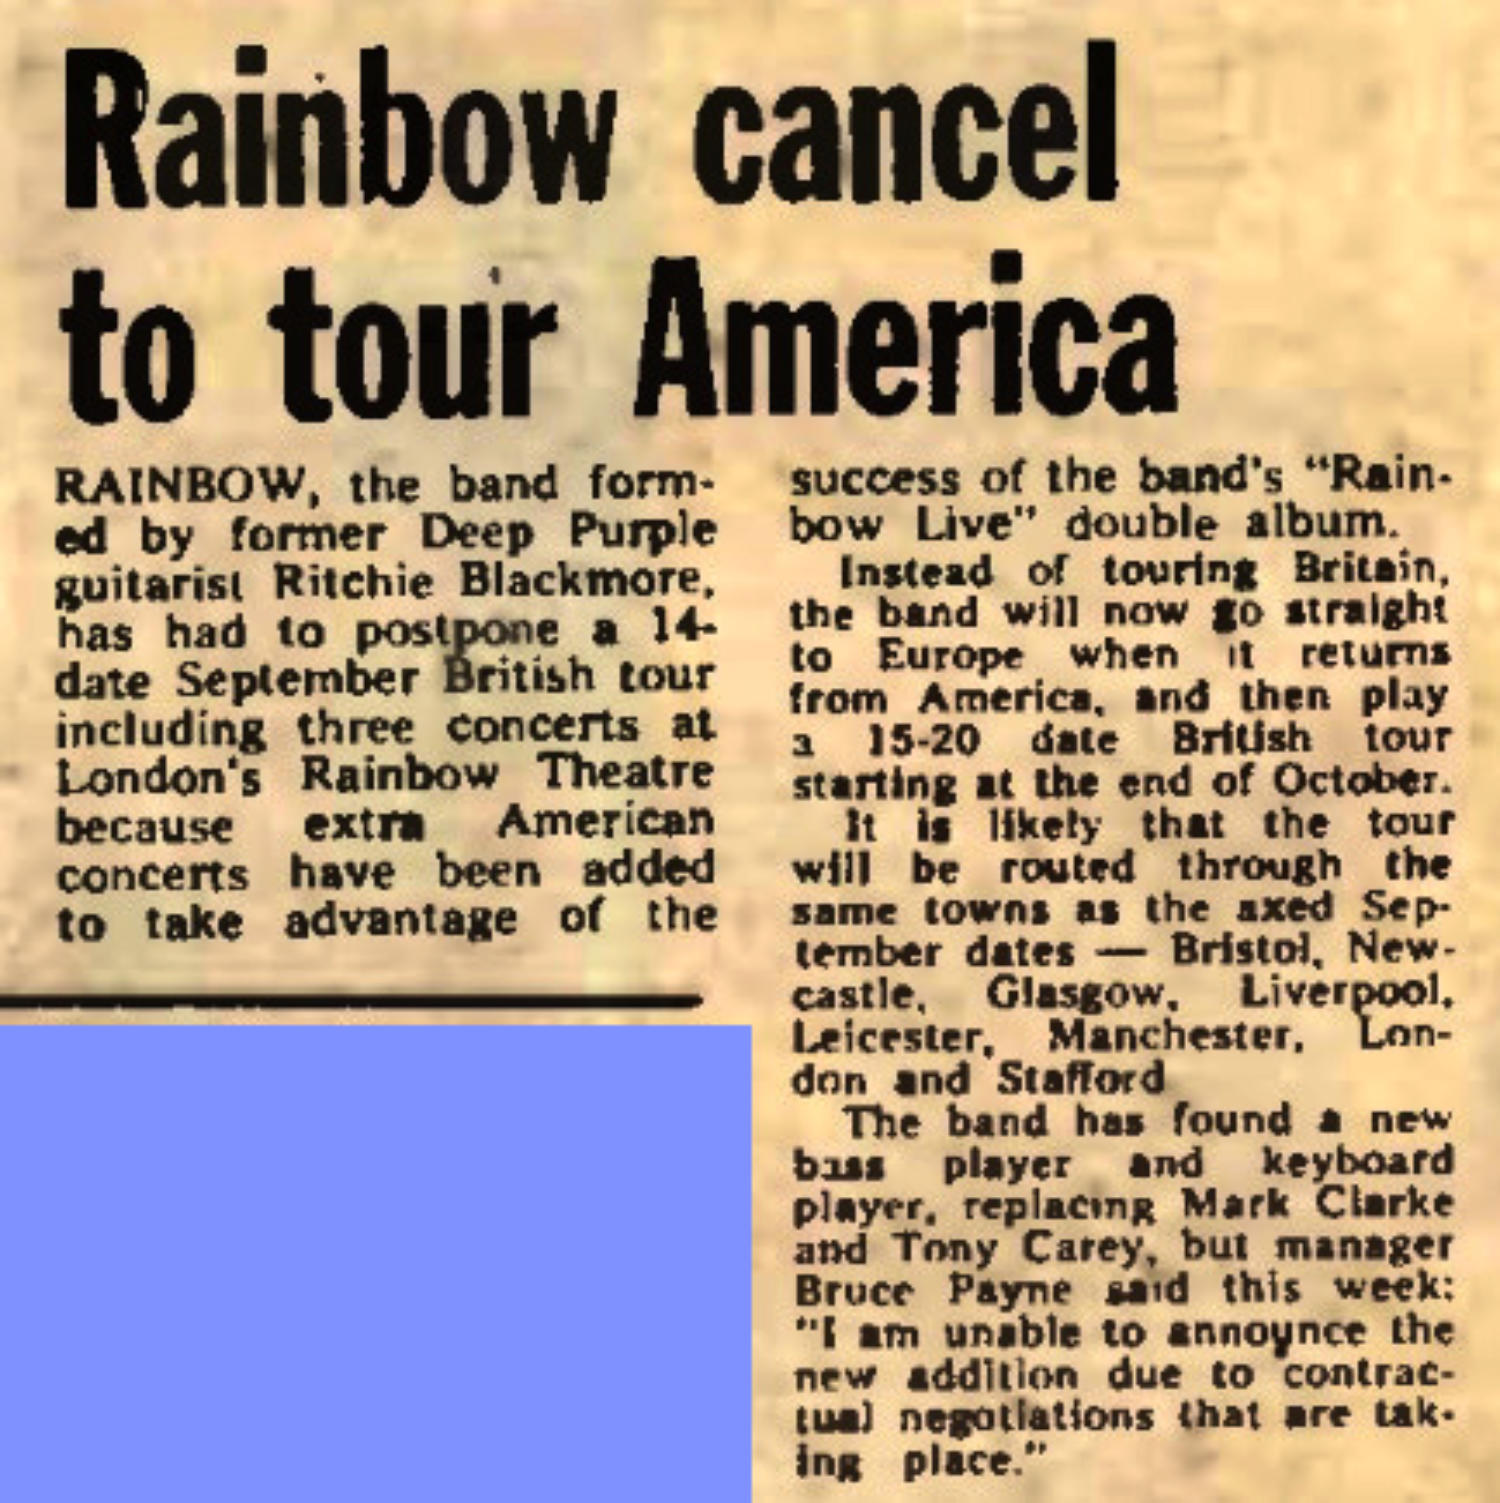 Rainbow cancel
to tour America
RAINBOW, the band form-
ed by former Deep Purple
guitarist Ritchie Blackmore,
has had to postpone a 14-
date September British tour
including three concerts at
London's Rainbow Theatre
because extra American
concerts have been added
to take advantage of the
success of the band's "Rain-
bow Live" double album.
Instead of touring Britain,
the band will now go straight
to Europe when it returns
from America, and then play
a 15-20 date British tour
starting at the end of October.
It is likely that the tour
will be routed through the
same towns as the axed Sep-
tember dates — Bristol, New-
castle, Glasgow, Liverpool,
Leicester, Manchester, Lon-
don and Stafford
The band has found a new
bass player and keyboard
player, replacing Mark Clarke
and Tony Carey, but manager
Bruce Payne said this week:
"I am unable to announce the
new addition due to contrac-
tual negotiations that are tak-
ing place."